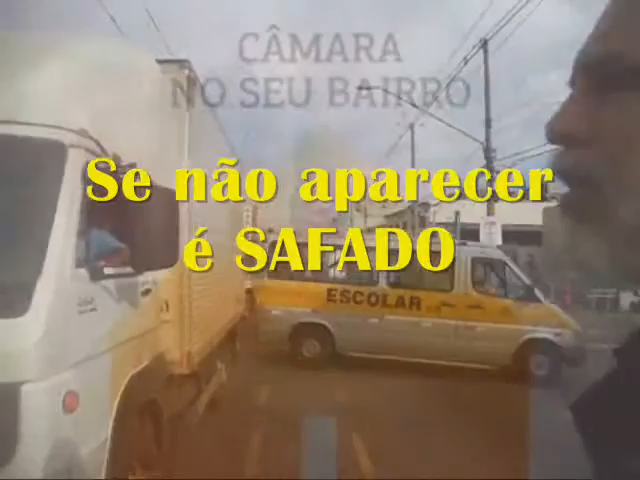 CÂMARA
NO SEU BAIRRO
Se não aparecer
é SAFADO
ESCOLAR